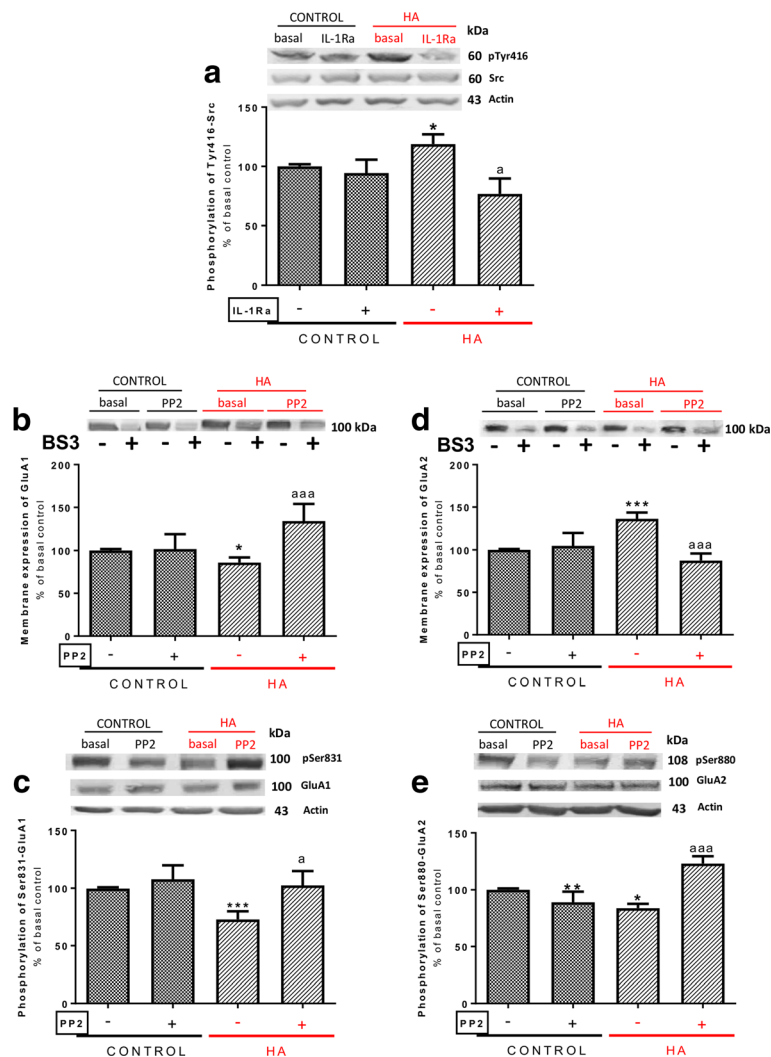 CONTROL HA
basal IL-1Ra basal IL-1Ra kDa
60 pTyr416
60 Src
43 Actin
a
Phosphorylation of Tyr416-Src
% of basal control
150
100
50
0
*
a
IL-1Ra - + - +
CONTROL HA
b
CONTROL HA
basal PP2 basal PP2
100 kDa
BS3 - + - + - + - +
Membrane expression of GluA1
% of basal control
200
150
100
50
0
*
aaa
PP2 - + - +
CONTROL HA
d
CONTROL HA
basal PP2 basal PP2
100 kDa
BS3 - + - + - + - +
Membrane expression of GluA2
% of basal control
200
150
100
50
0
***
aaa
PP2 - + - +
CONTROL HA
c
CONTROL HA
basal PP2 basal PP2 kDa
100 pSer831
100 GluA1
43 Actin
Phosphorylation of Ser831-GluA1
% of basal control
150
100
50
0
***
a
PP2 - + - +
CONTROL HA
e
CONTROL HA
basal PP2 basal PP2 kDa
108 pSer880
100 GluA2
43 Actin
Phosphorylation of Ser880-GluA2
% of basal control
150
100
50
0
**
*
aaa
PP2 - + - +
CONTROL HA